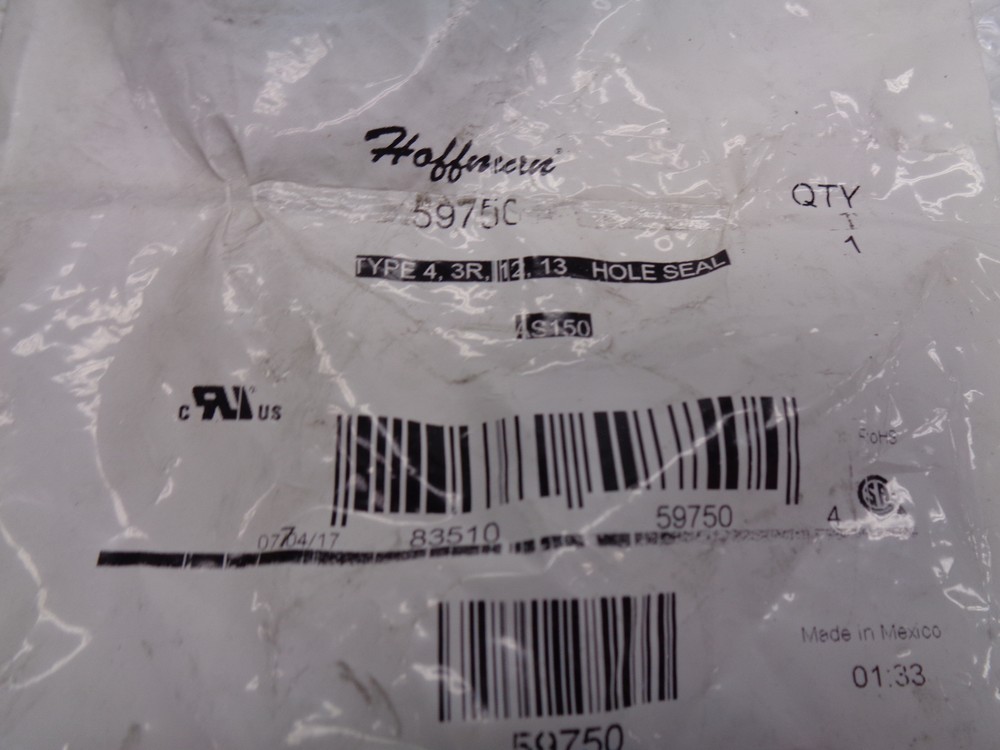 Hoffman
59750
QTY
1
TYPE 4, 3R, 12, 13 HOLE SEAL
AS150
C US
RoHS
07/04/17
7 83510 59750 4
Made in Mexico
01:33
59750